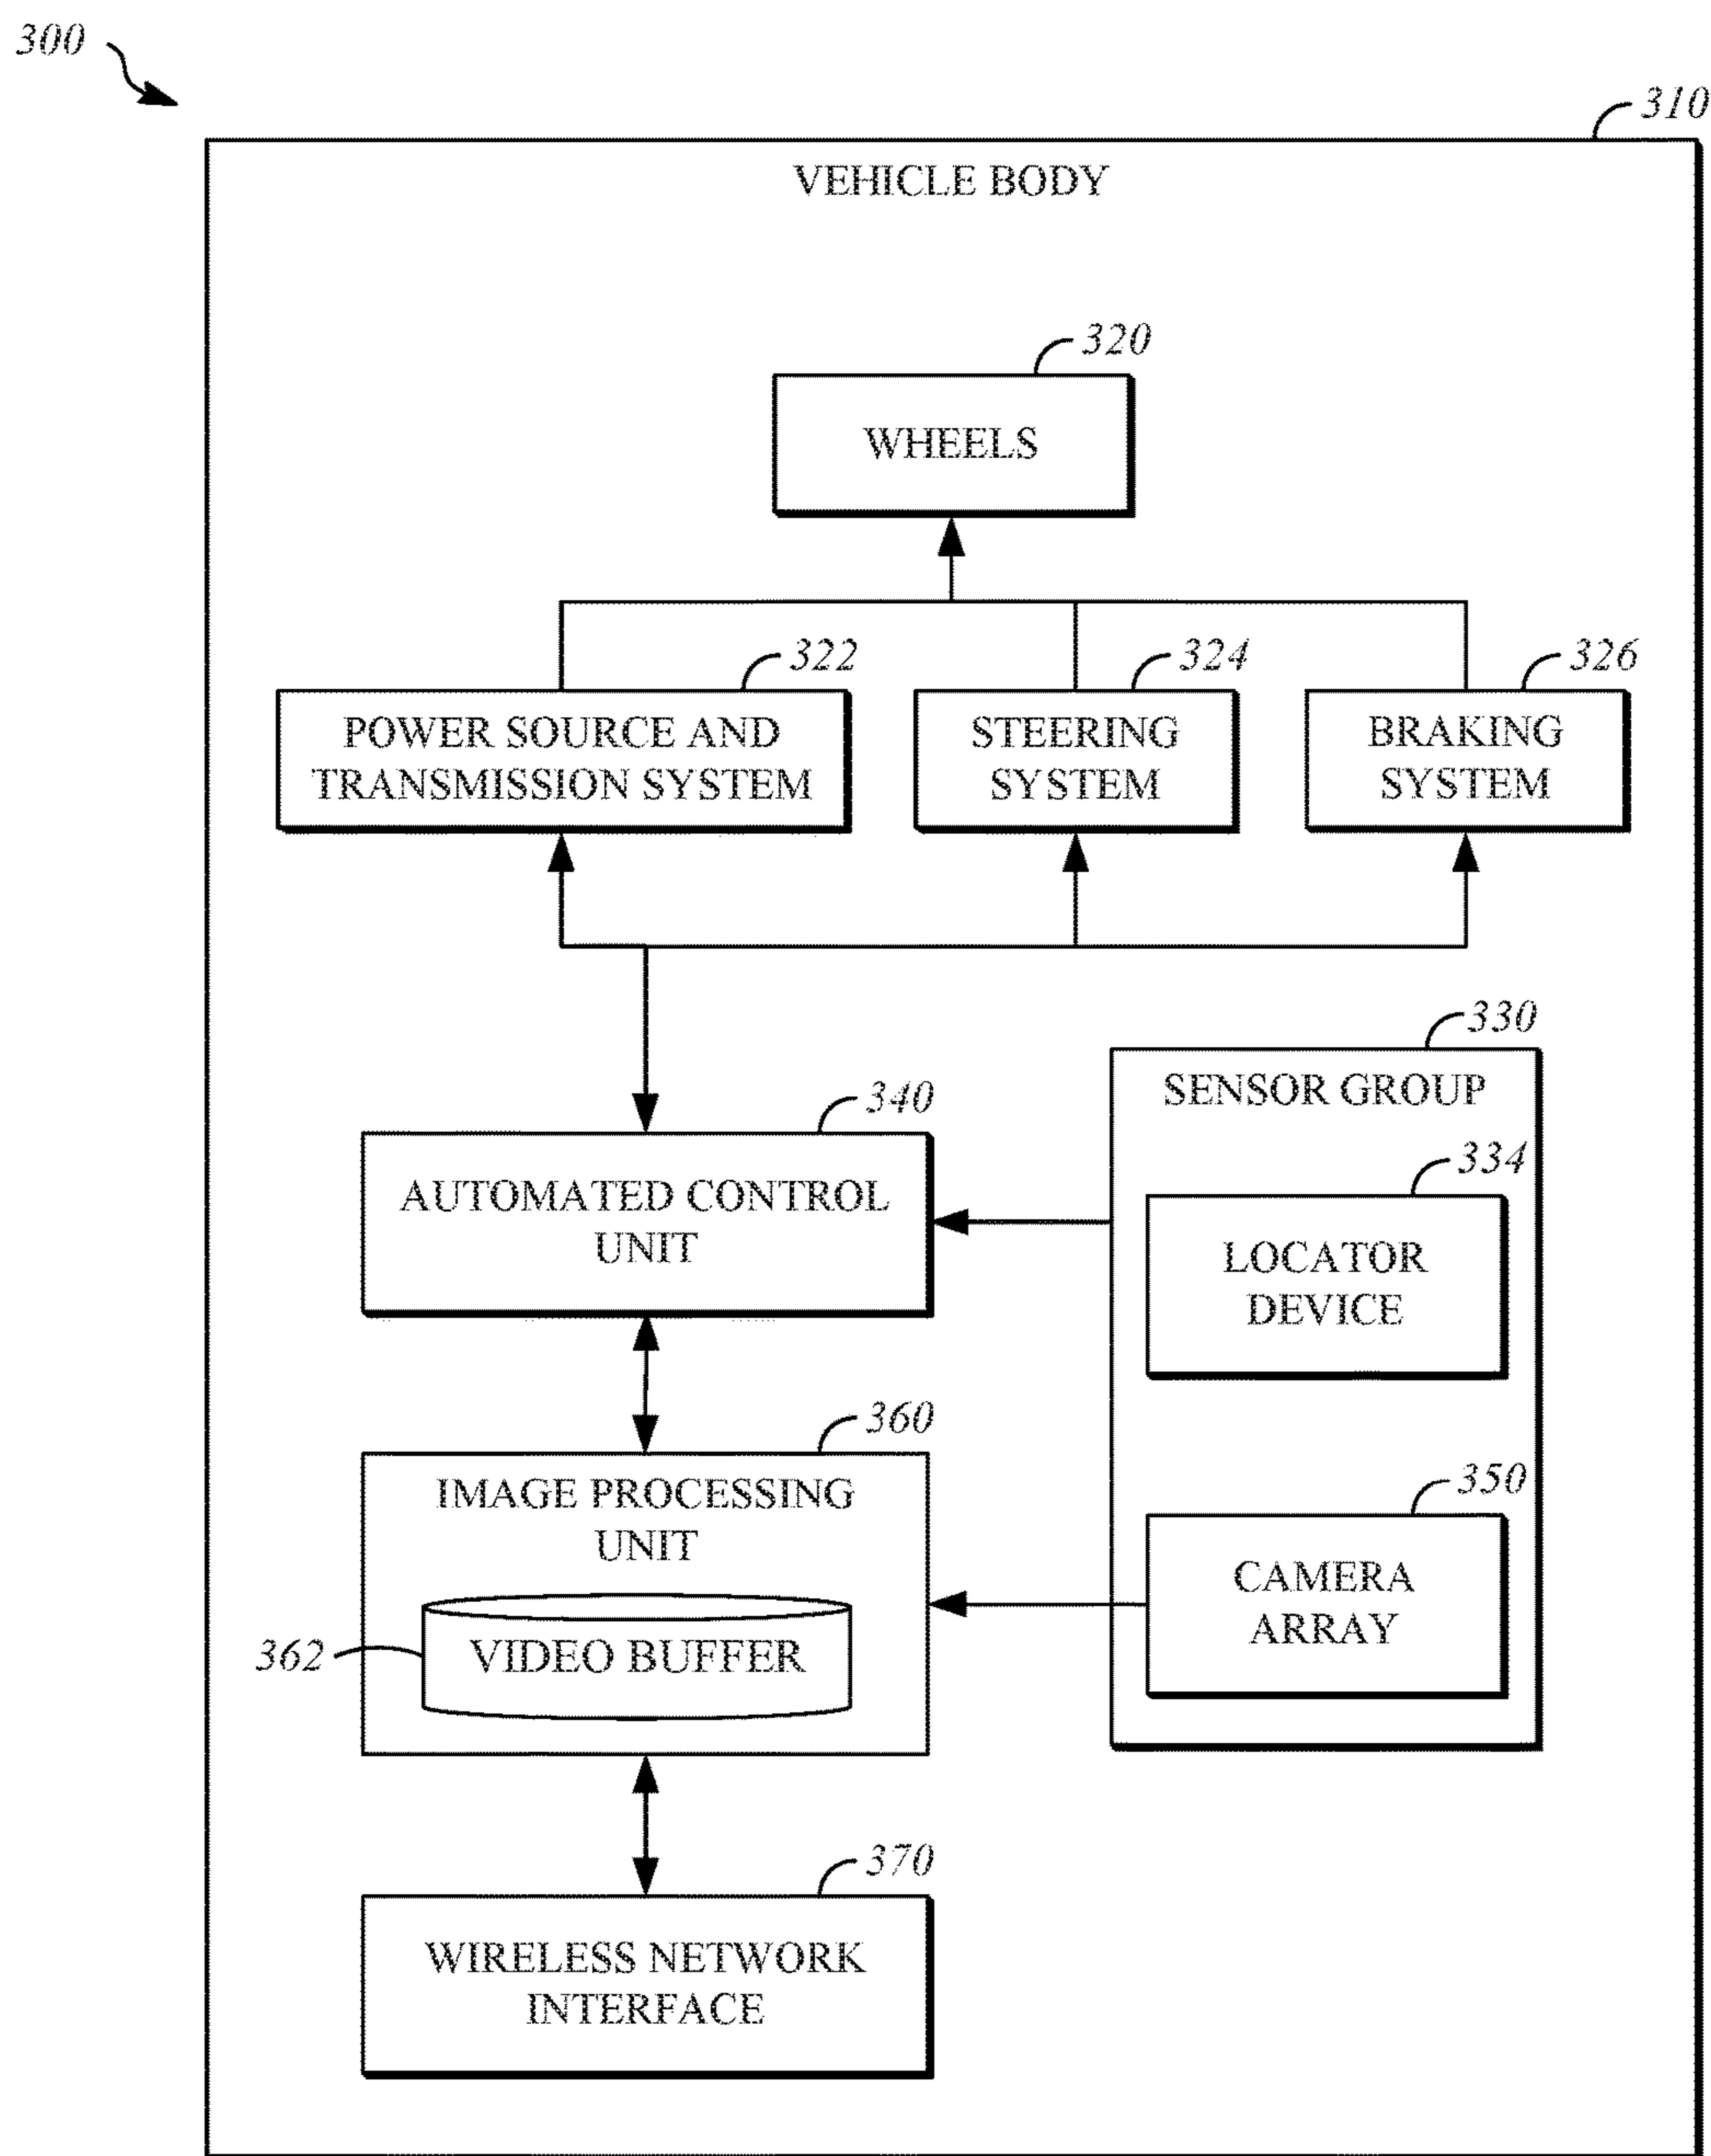 300
310
VEHICLE BODY
320
WHEELS
322
324
326
POWER SOURCE AND
TRANSMISSION SYSTEM
STEERING
SYSTEM
BRAKING
SYSTEM
330
SENSOR GROUP
340
AUTOMATED CONTROL
UNIT
334
LOCATOR
DEVICE
360
IMAGE PROCESSING
UNIT
362
VIDEO BUFFER
350
CAMERA
ARRAY
370
WIRELESS NETWORK
INTERFACE